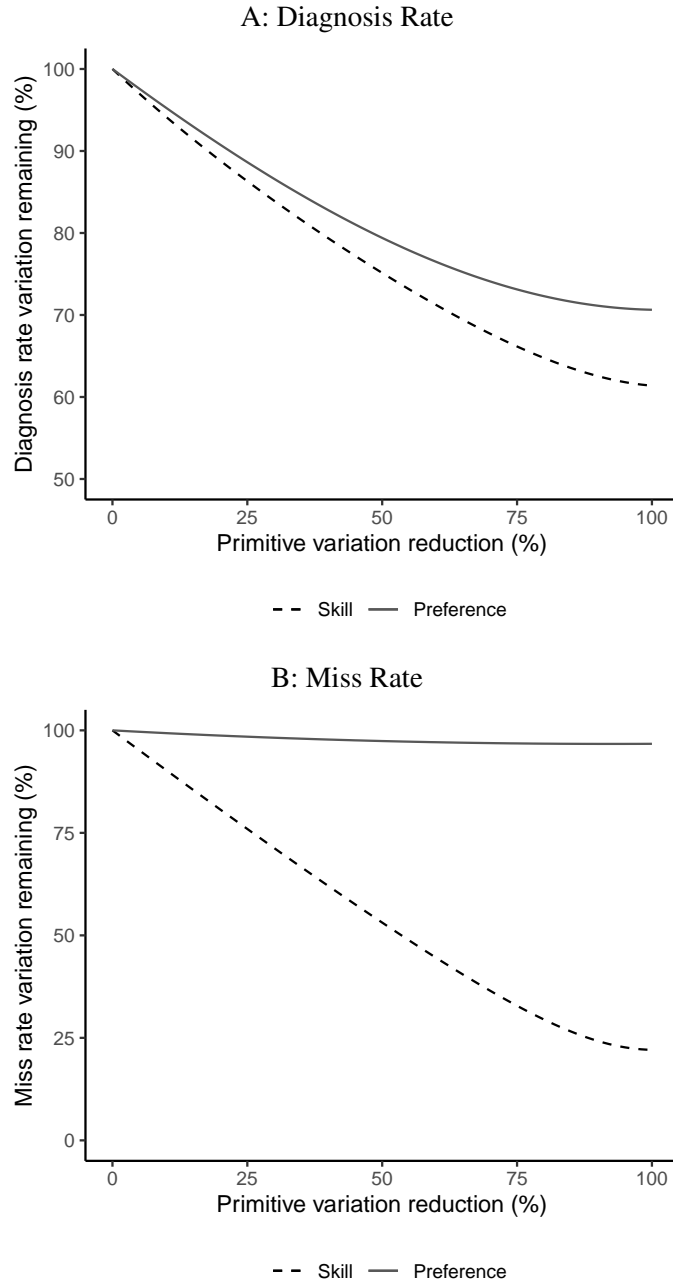 A: Diagnosis Rate
Diagnosis rate variation remaining (%)
100
90
80
70
60
50
0 25 50 75 100
Primitive variation reduction (%)
Skill Preference
B: Miss Rate
Miss rate variation remaining (%)
100
75
50
25
0
0 25 50 75 100
Primitive variation reduction (%)
Skill Preference